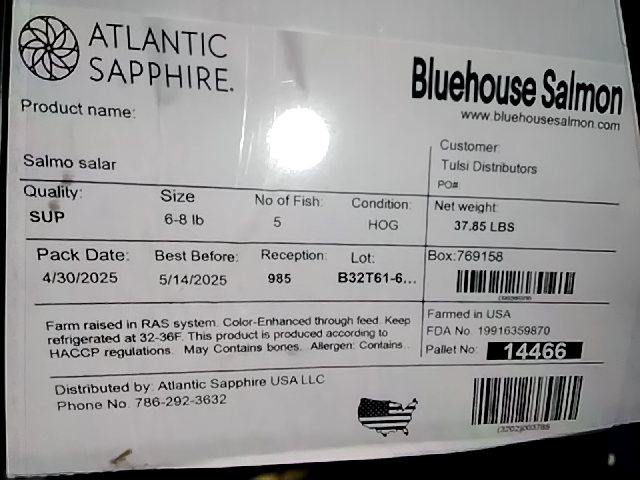 ATLANTIC
SAPPHIRE.
Bluehouse Salmon
www.bluehousesalmon.com
Product name:
Salmo salar
Customer:
Tulsi Distributors
PO#
Quality: Size No of Fish: Condition:
SUP 6-8 lb 5 HOG
Net weight:
37.85 LBS
Pack Date: Best Before: Reception: Lot:
4/30/2025 5/14/2025 985 B32T61-6...
Box:769158
Farm raised in RAS system. Color-Enhanced through feed. Keep
refrigerated at 32-36F. This product is produced according to
HACCP regulations. May Contains bones. Allergen: Contains...
Farmed in USA
FDA No. 19916359870
Pallet No: 14466
Distributed by: Atlantic Sapphire USA LLC
Phone No. 786-292-3632
(3202)003785